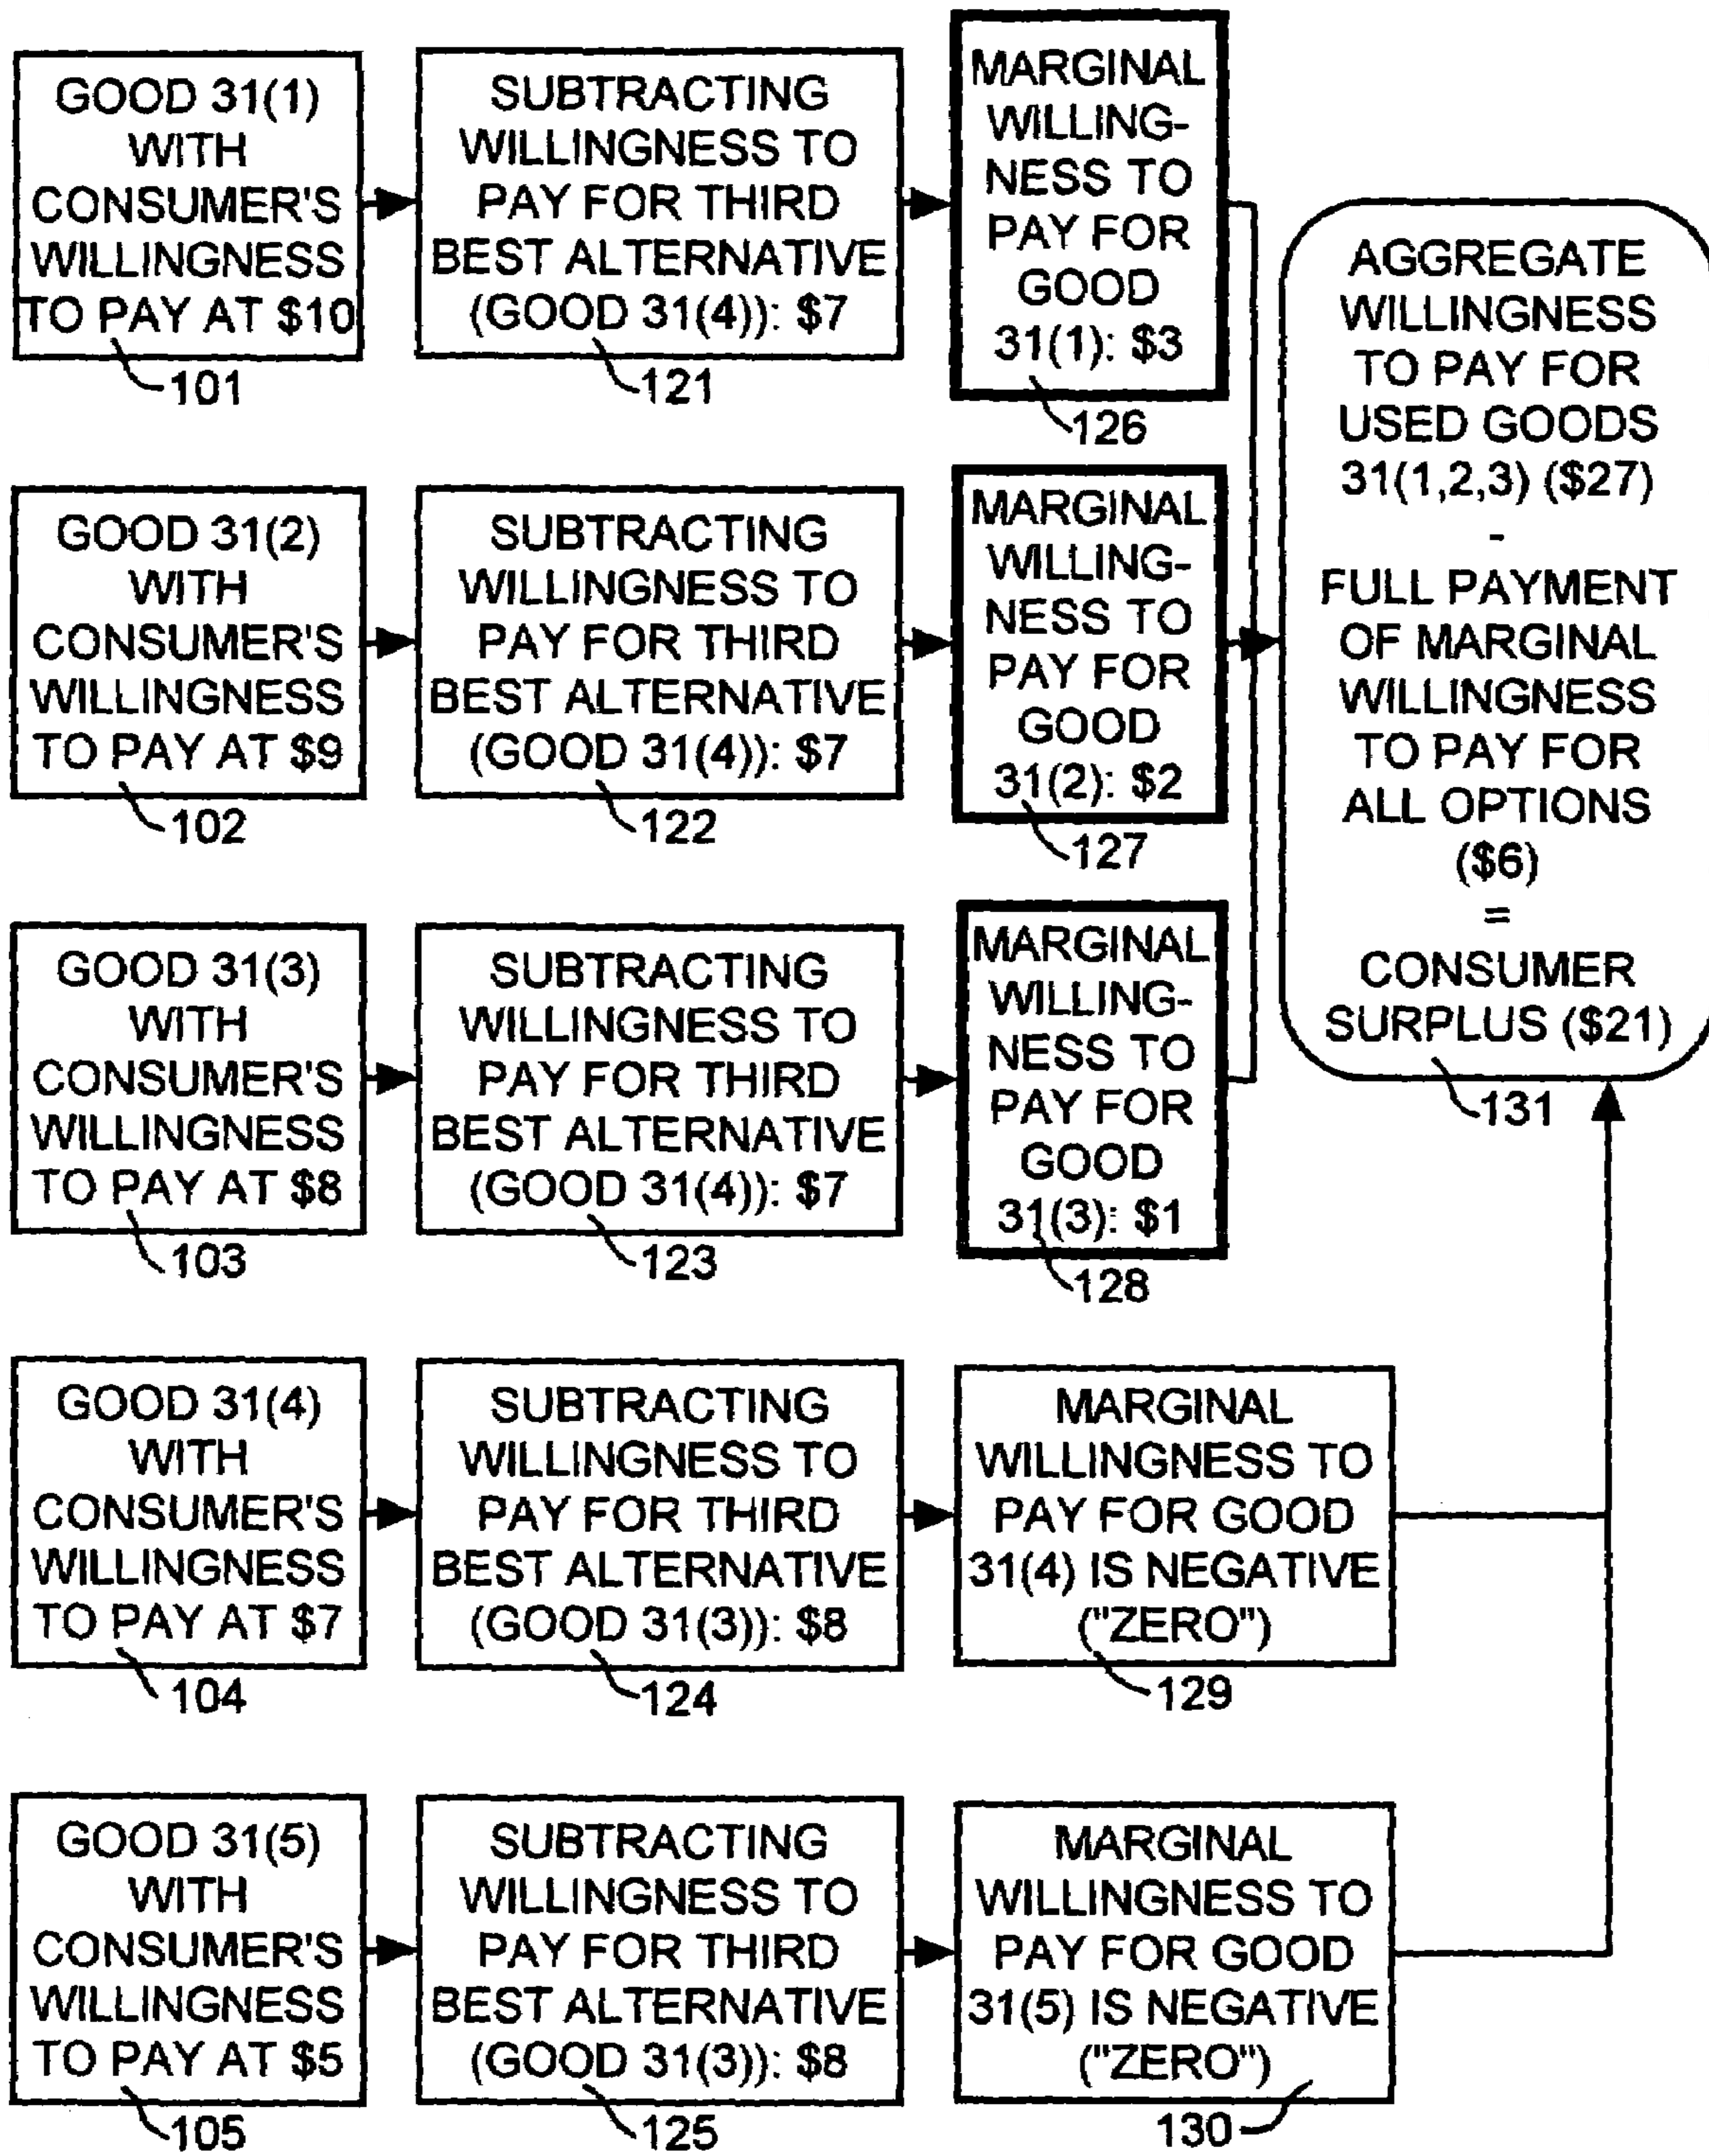 GOOD 31(1)
WITH
CONSUMER'S
WILLINGNESS
TO PAY AT $10
101
SUBTRACTING
WILLINGNESS TO
PAY FOR THIRD
BEST ALTERNATIVE
(GOOD 31(4)): $7
121
MARGINAL
WILLING-
NESS TO
PAY FOR
GOOD
31(1): $3
126
GOOD 31(2)
WITH
CONSUMER'S
WILLINGNESS
TO PAY AT $9
102
SUBTRACTING
WILLINGNESS TO
PAY FOR THIRD
BEST ALTERNATIVE
(GOOD 31(4)): $7
122
MARGINAL
WILLING-
NESS TO
PAY FOR
GOOD
31(2): $2
127
GOOD 31(3)
WITH
CONSUMER'S
WILLINGNESS
TO PAY AT $8
103
SUBTRACTING
WILLINGNESS TO
PAY FOR THIRD
BEST ALTERNATIVE
(GOOD 31(4)): $7
123
MARGINAL
WILLING-
NESS TO
PAY FOR
GOOD
31(3): $1
128
AGGREGATE
WILLINGNESS
TO PAY FOR
USED GOODS
31(1,2,3) ($27)
-
FULL PAYMENT
OF MARGINAL
WILLINGNESS
TO PAY FOR
ALL OPTIONS
($6)
=
CONSUMER
SURPLUS ($21)
131
GOOD 31(4)
WITH
CONSUMER'S
WILLINGNESS
TO PAY AT $7
104
SUBTRACTING
WILLINGNESS TO
PAY FOR THIRD
BEST ALTERNATIVE
(GOOD 31(3)): $8
124
MARGINAL
WILLINGNESS TO
PAY FOR GOOD
31(4) IS NEGATIVE
("ZERO")
129
GOOD 31(5)
WITH
CONSUMER'S
WILLINGNESS
TO PAY AT $5
105
SUBTRACTING
WILLINGNESS TO
PAY FOR THIRD
BEST ALTERNATIVE
(GOOD 31(3)): $8
125
MARGINAL
WILLINGNESS TO
PAY FOR GOOD
31(5) IS NEGATIVE
("ZERO")
130